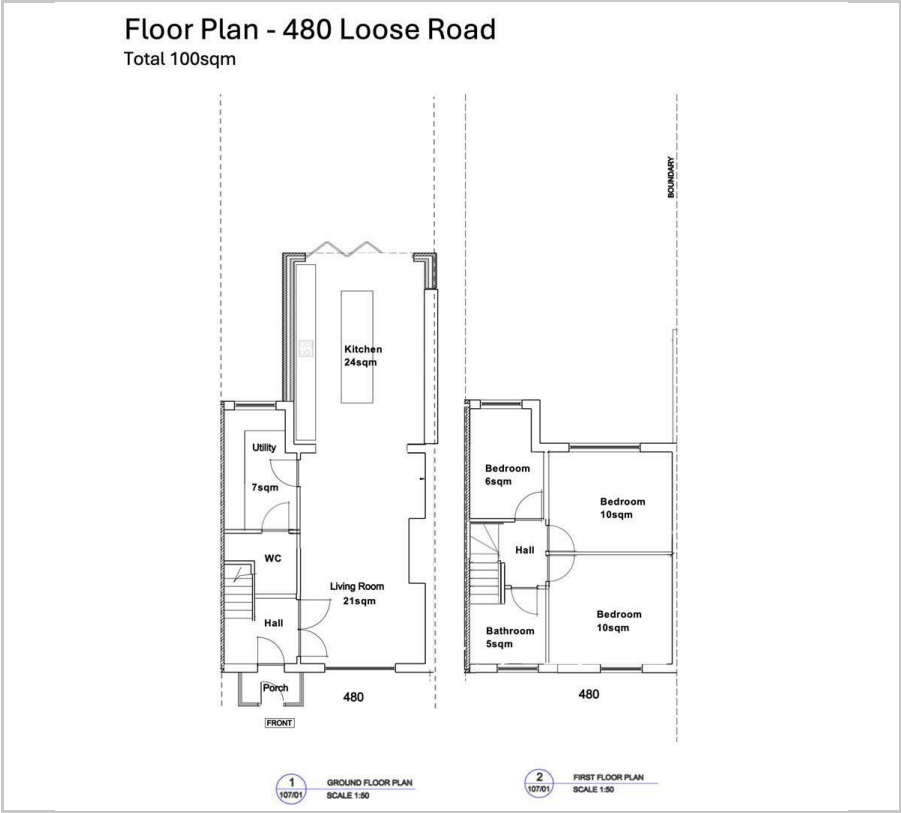 Floor Plan - 480 Loose Road
Total 100sqm
BOUNDARY
Kitchen
24sqm
Utility
7sqm
WC
Living Room
21sqm
Hall
Porch
480
FRONT
Bedroom
6sqm
Bedroom
10sqm
Hall
Bedroom
10sqm
Bathroom
5sqm
480
1
107/01
GROUND FLOOR PLAN
SCALE 1:50
2
107/01
FIRST FLOOR PLAN
SCALE 1:50